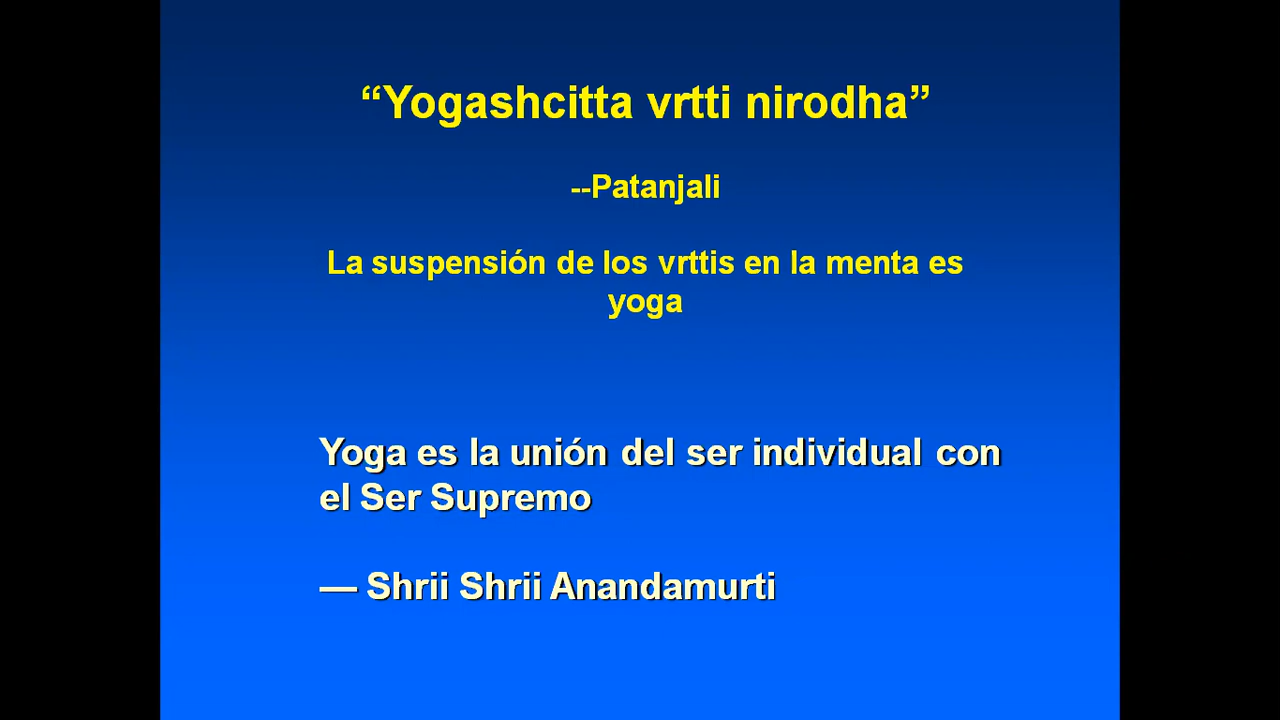 “Yogashcitta vrtti nirodha”
--Patanjali
La suspensión de los vrttis en la menta es
yoga
Yoga es la unión del ser individual con
el Ser Supremo
— Shrii Shrii Anandamurti